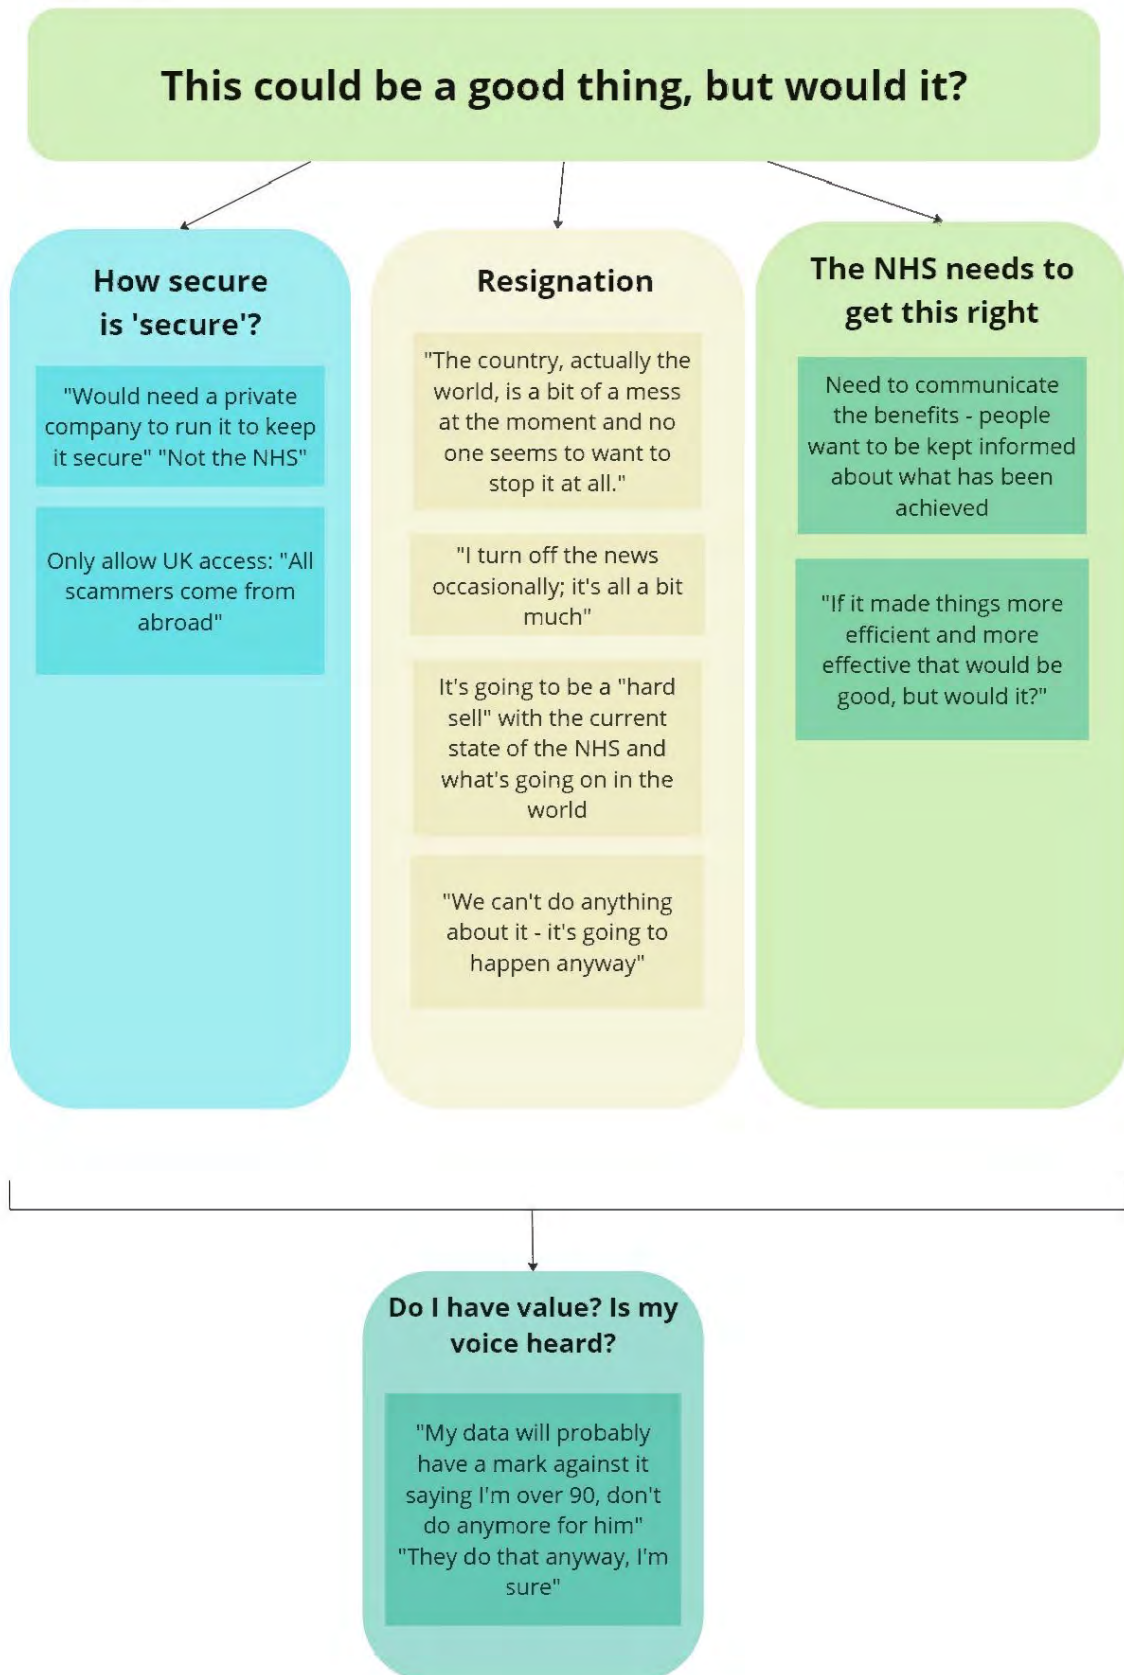 This could be a good thing, but would it?
How secure
is 'secure'?
"Would need a private
company to run it to keep
it secure" "Not the NHS"
Only allow UK access: "All
scammers come from
abroad"
Resignation
"The country, actually the
world, is a bit of a mess
at the moment and no
one seems to want to
stop it at all."
"I turn off the news
occasionally; it's all a bit
much"
It's going to be a "hard
sell" with the current
state of the NHS and
what's going on in the
world
"We can't do anything
about it - it's going to
happen anyway"
The NHS needs to
get this right
Need to communicate
the benefits - people
want to be kept informed
about what has been
achieved
"If it made things more
efficient and more
effective that would be
good, but would it?"
Do I have value? Is my
voice heard?
"My data will probably
have a mark against it
saying I'm over 90, don't
do anymore for him"
"They do that anyway, I'm
sure"